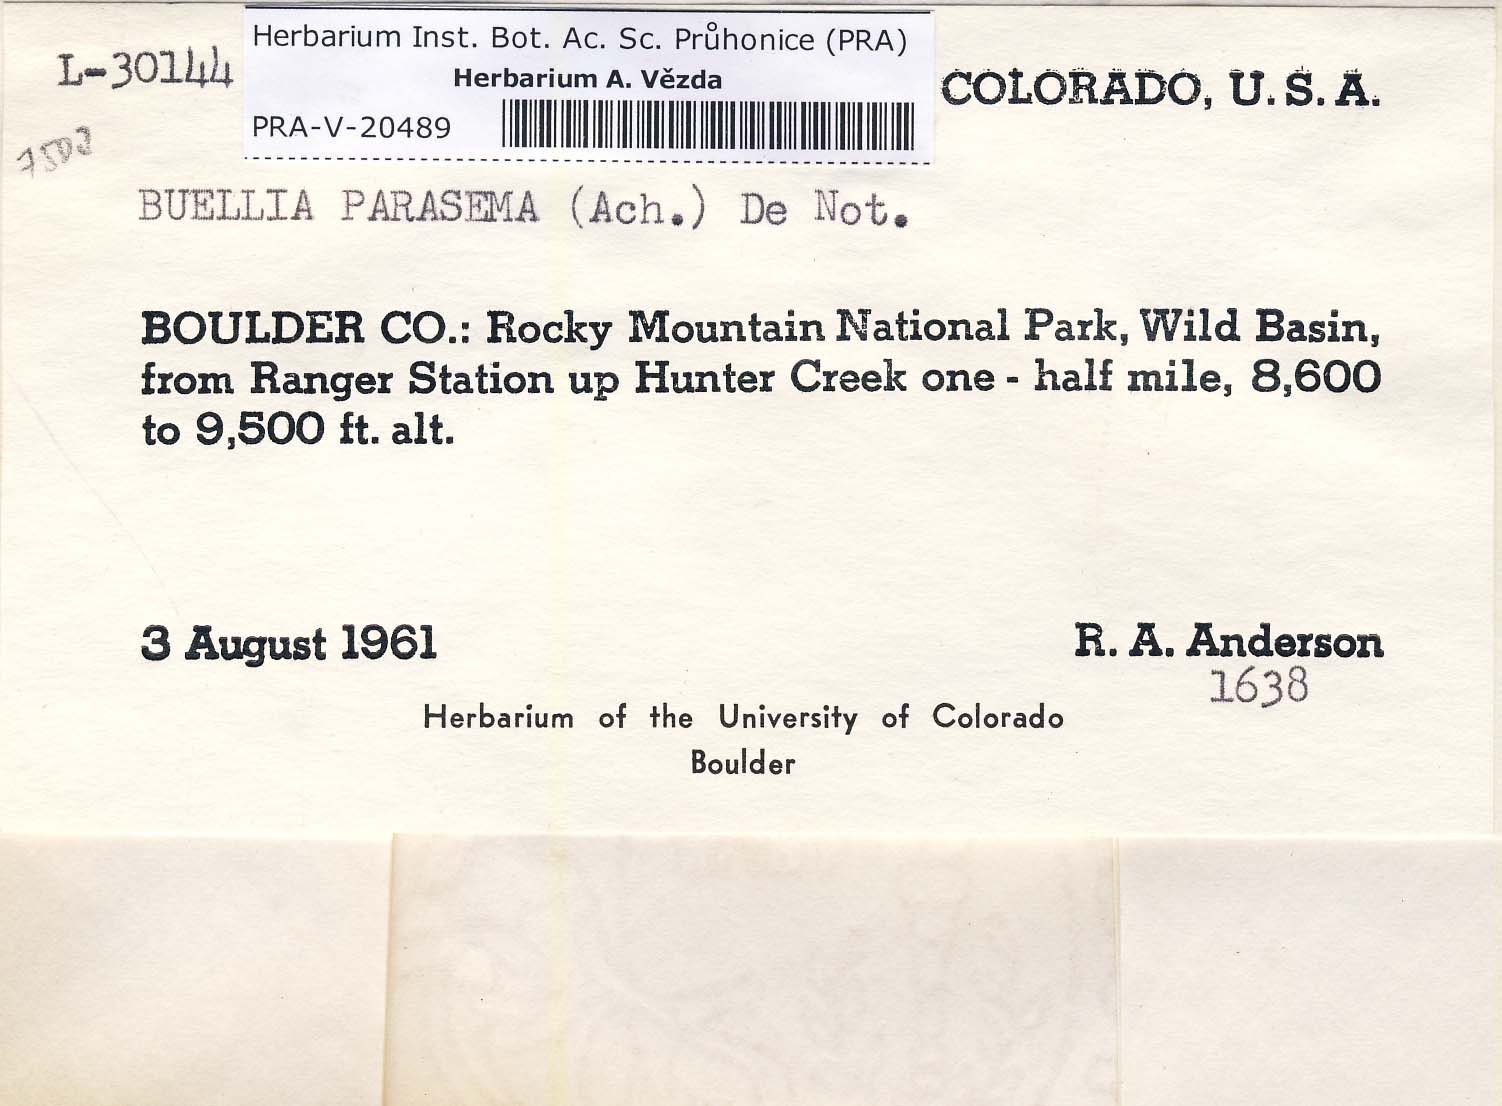 Herbarium Inst. Bot. Ac. Sc. Průhonice (PRA)
Herbarium A. Vězda
PRA-V-20489
L-30144
COLORADO, U. S. A.
BUELLIA PARASEMA (Ach.) De Not.
BOULDER CO.: Rocky Mountain National Park, Wild Basin,
from Ranger Station up Hunter Creek one - half mile, 8,600
to 9,500 ft. alt.
3 August 1961
R. A. Anderson
1638
Herbarium of the University of Colorado
Boulder